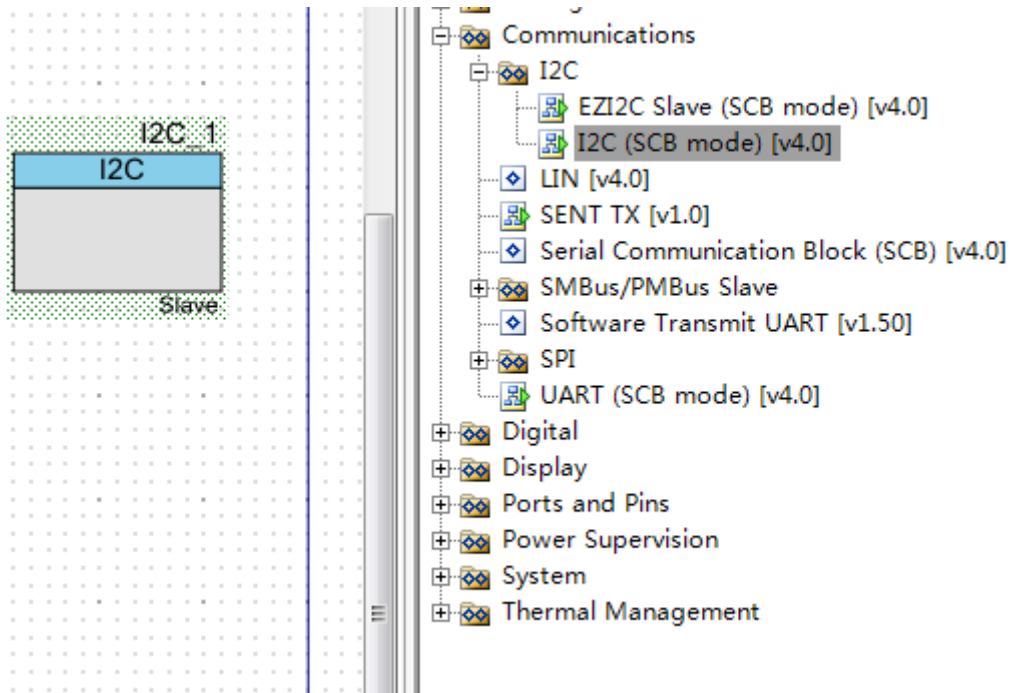 I2C_1
I2C
Slave
Communications
I2C
EZI2C Slave (SCB mode) [v4.0]
I2C (SCB mode) [v4.0]
LIN [v4.0]
SENT TX [v1.0]
Serial Communication Block (SCB) [v4.0]
SMBus/PMBus Slave
Software Transmit UART [v1.50]
SPI
UART (SCB mode) [v4.0]
Digital
Display
Ports and Pins
Power Supervision
System
Thermal Management